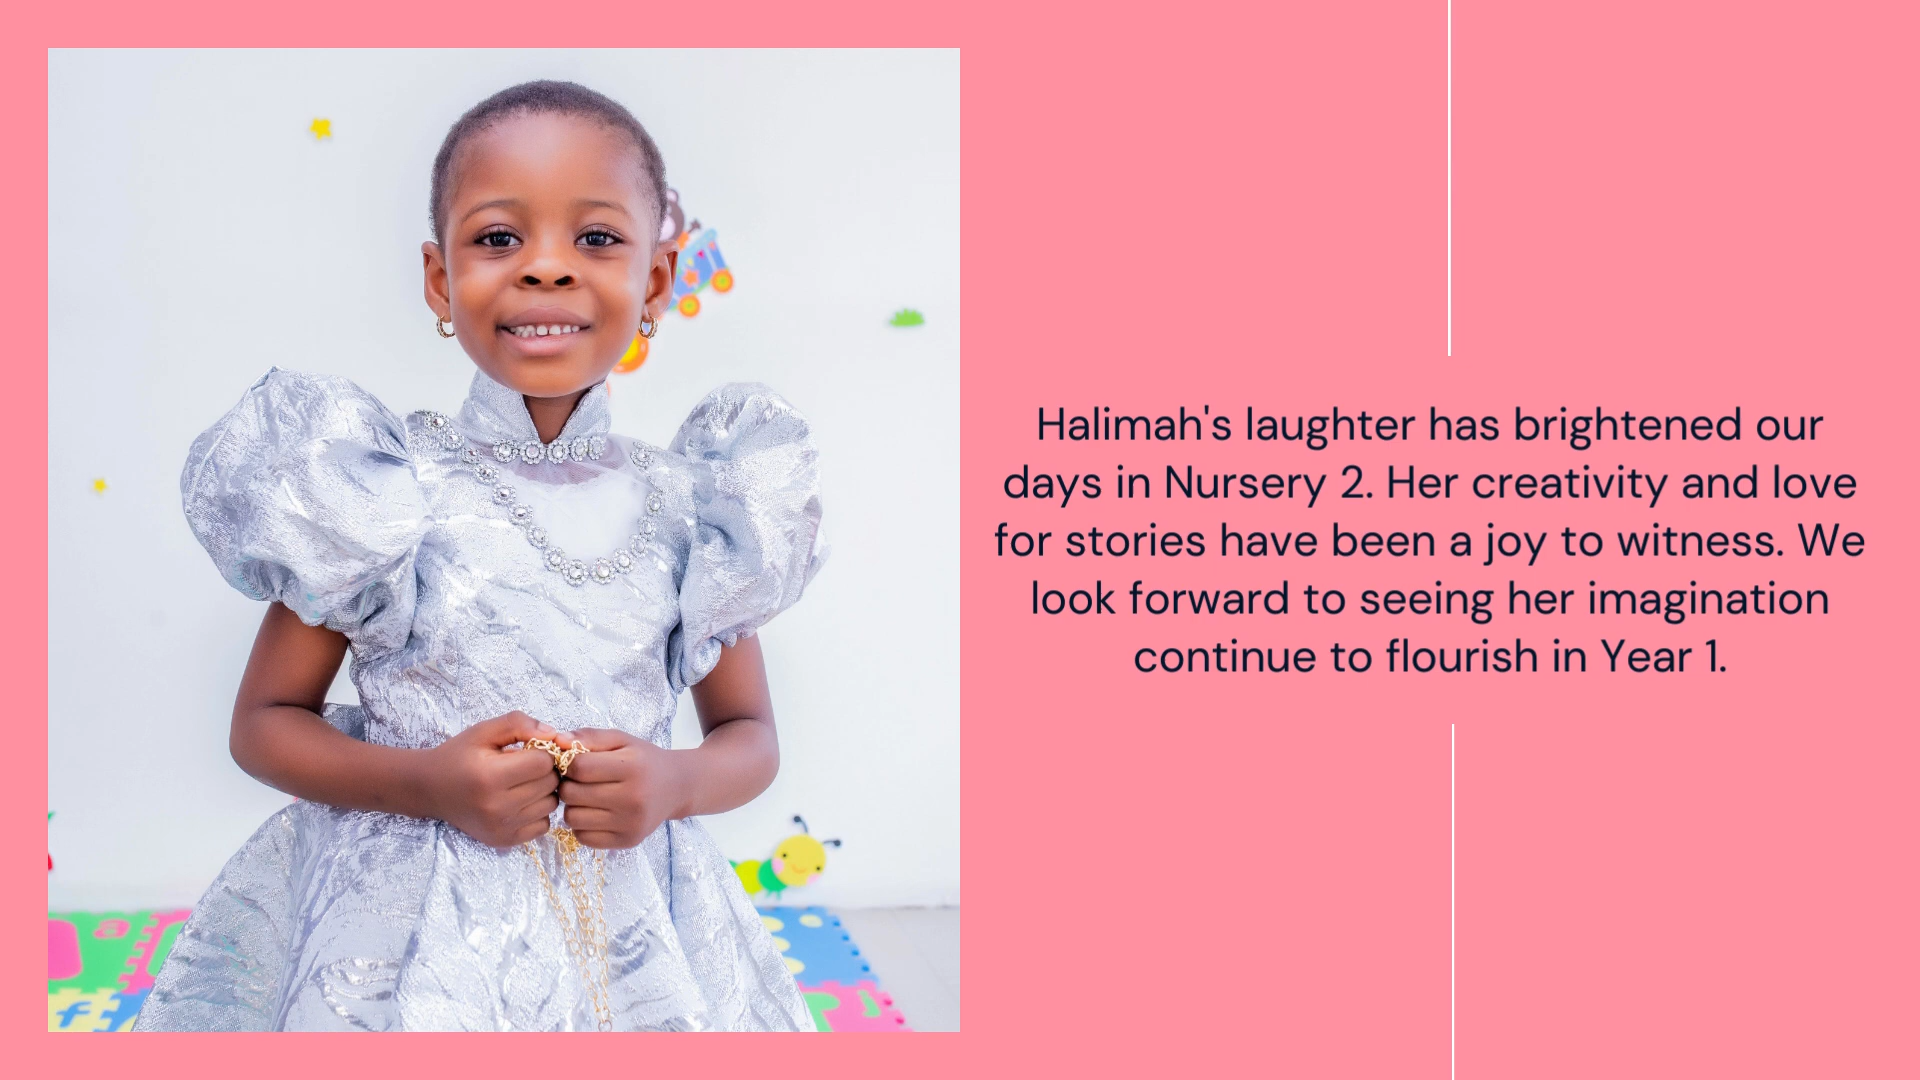 Halimah's laughter has brightened our
days in Nursery 2. Her creativity and love
for stories have been a joy to witness. We
look forward to seeing her imagination
continue to flourish in Year 1.
a
f